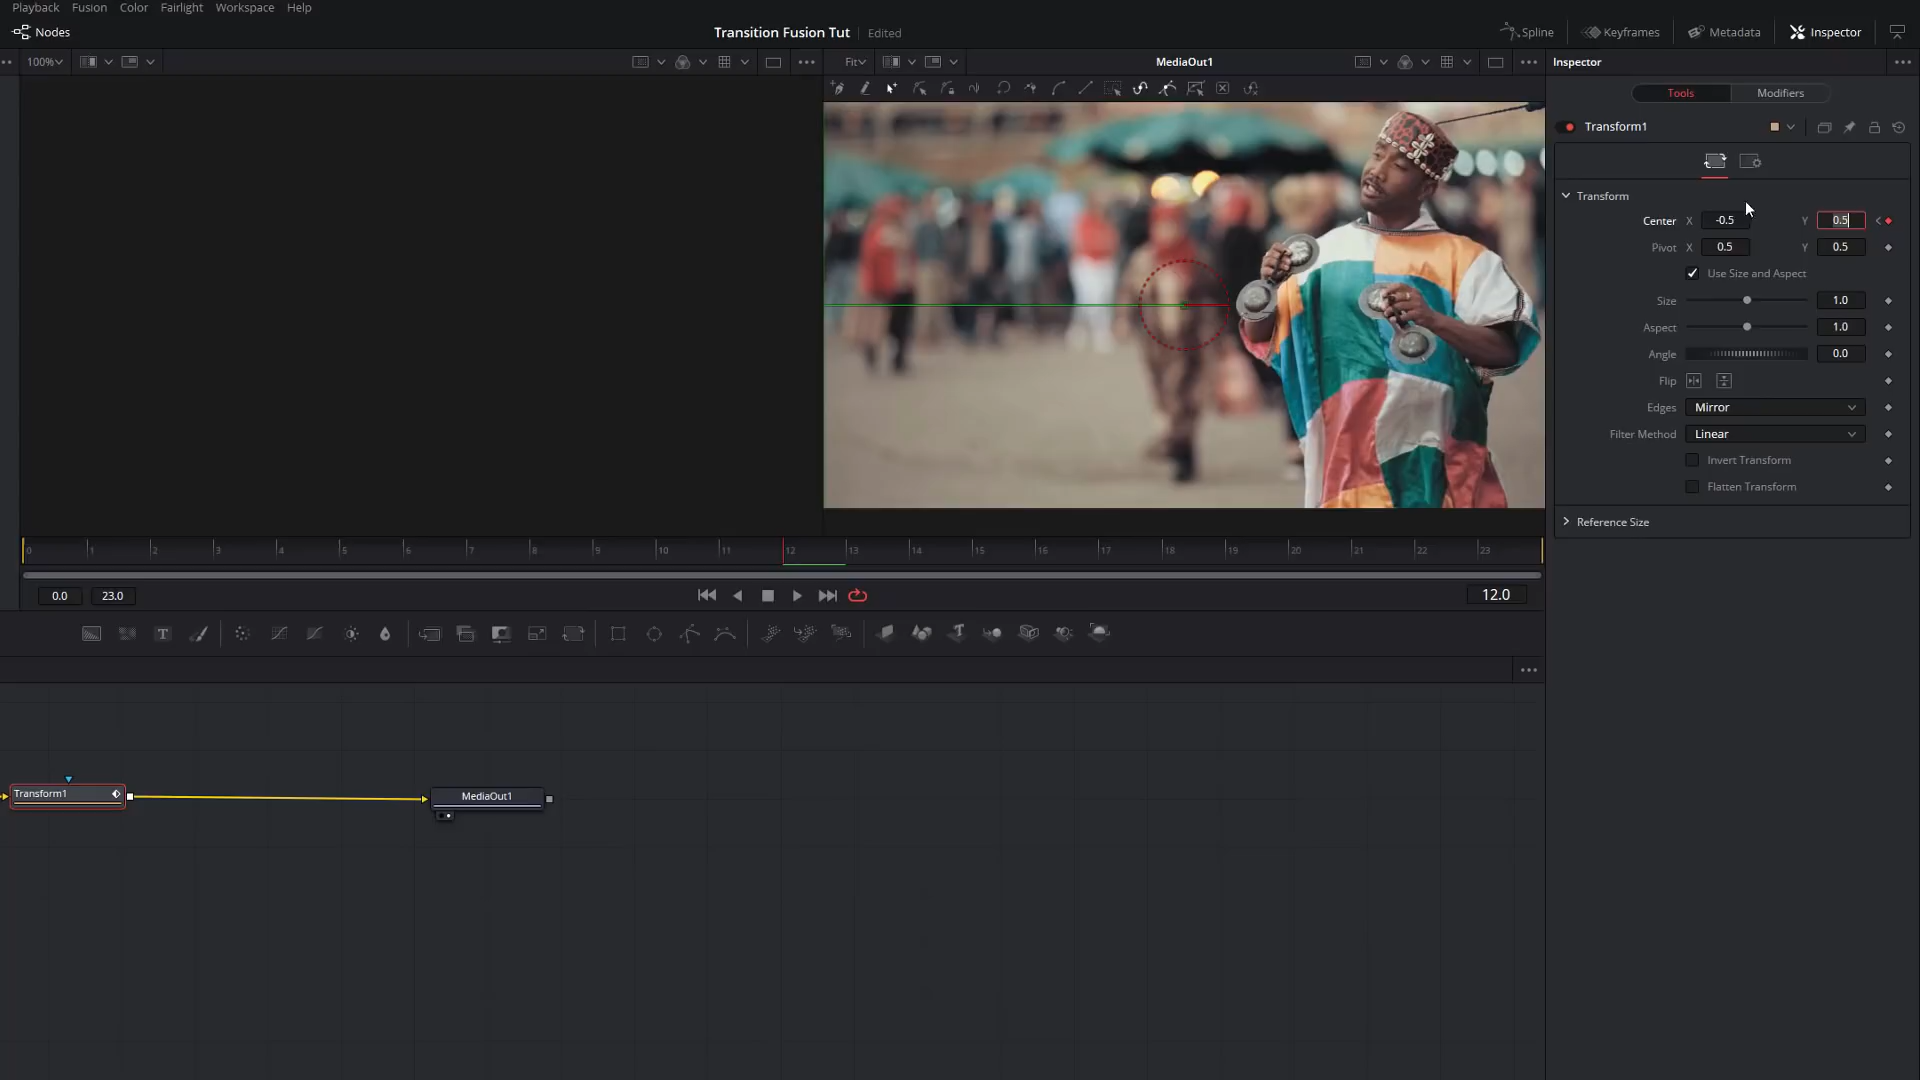 Playback Fusion Color Fairlight Workspace Help
Nodes Transition Fusion Tut Edited Spline Keyframes Metadata Inspector
100% Fit MediaOut1 Inspector
Tools Modifiers
Transform1
Transform
Center X -0.5 Y 0.5
Pivot X 0.5 Y 0.5
Use Size and Aspect
Size 1.0
Aspect 1.0
Angle 0.0
Flip
Edges Mirror
Filter Method Linear
Invert Transform
Flatten Transform
Reference Size
0 1 2 3 4 5 6 7 8 9 10 11 12 13 14 15 16 17 18 19 20 21 22 23
0.0 23.0 12.0
T T
Transform1 MediaOut1